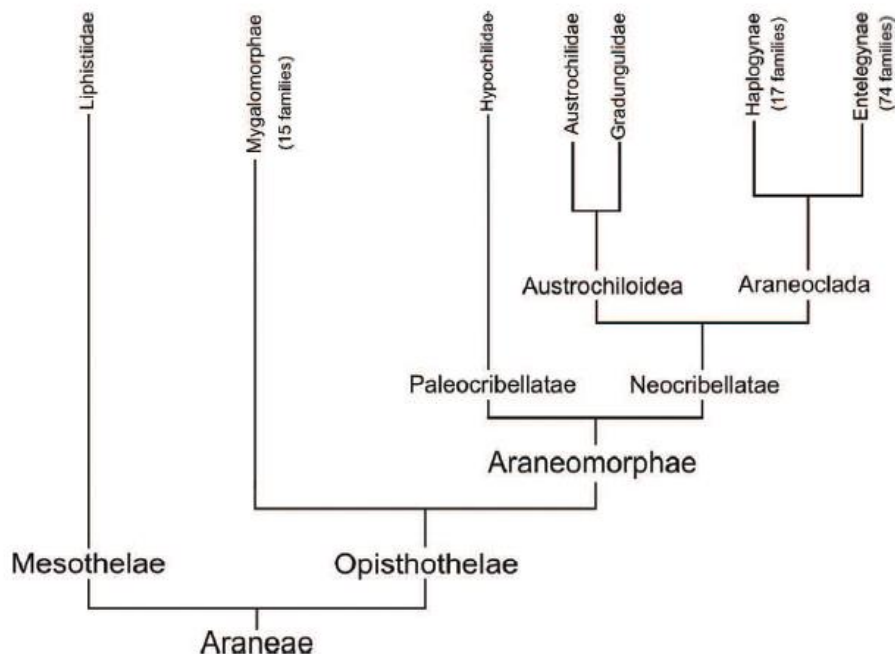 Liphistiidae
Mygalomorphae
(15 families)
Hypochilidae
Austrochilidae
Gradungulidae
Haplogynae
(17 families)
Entelegynae
(74 families)
Austrochiloidea
Araneoclada
Paleocribellatae
Neocribellatae
Araneomorphae
Mesothelae
Opisthothelae
Araneae